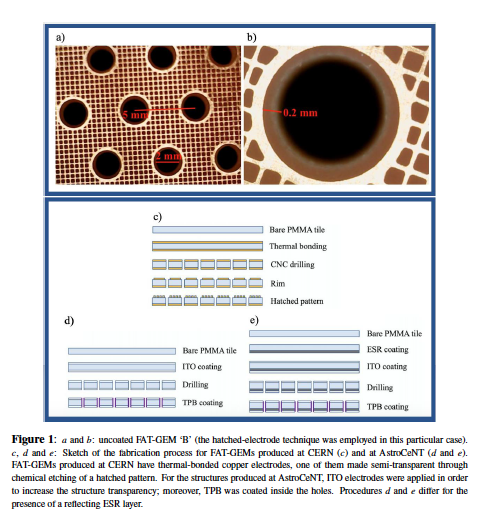 a)
b)
5 mm
2 mm
0.2 mm
c)
Bare PMMA tile
Thermal bonding
CNC drilling
Rim
Hatched pattern
d)
Bare PMMA tile
ITO coating
Drilling
TPB coating
e)
Bare PMMA tile
ESR coating
ITO coating
Drilling
TPB coating
Figure 1: a and b: uncoated FAT-GEM ‘B’ (the hatched-electrode technique was employed in this particular case).
c, d and e: Sketch of the fabrication process for FAT-GEMs produced at CERN (c) and at AstroCeNT (d and e).
FAT-GEMs produced at CERN have thermal-bonded copper electrodes, one of them made semi-transparent through
chemical etching of a hatched pattern. For the structures produced at AstroCeNT, ITO electrodes were applied in order
to increase the structure transparency; moreover, TPB was coated inside the holes. Procedures d and e differ for the
presence of a reflecting ESR layer.